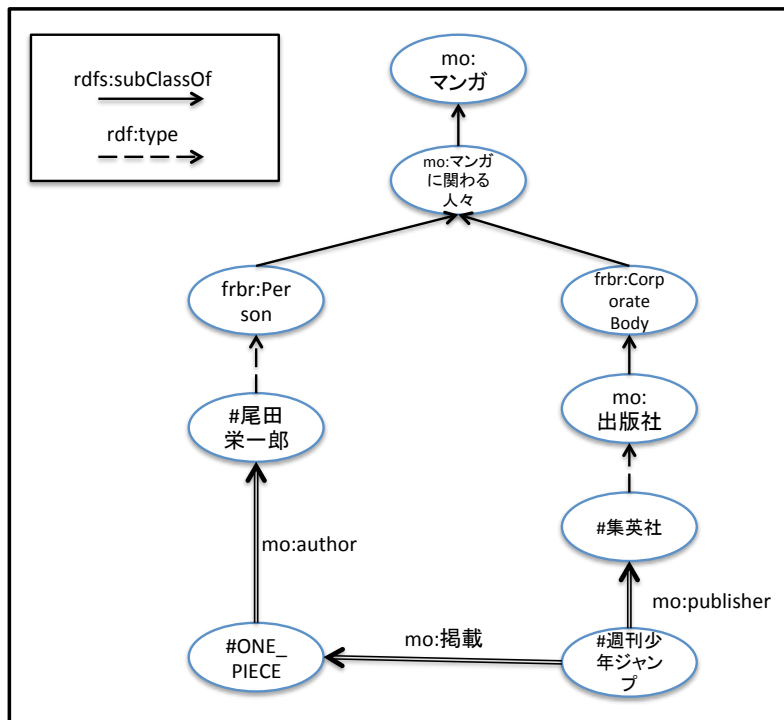 rdfs:subClassOf
rdf:type
mo:
マンガ
mo:マンガ
に関わる
人々
frbr:Per
son
frbr:Corp
orate
Body
#尾田
栄一郎
mo:
出版社
#集英社
mo:author
mo:publisher
#ONE_
PIECE
mo:掲載
#週刊少
年ジャン
プ